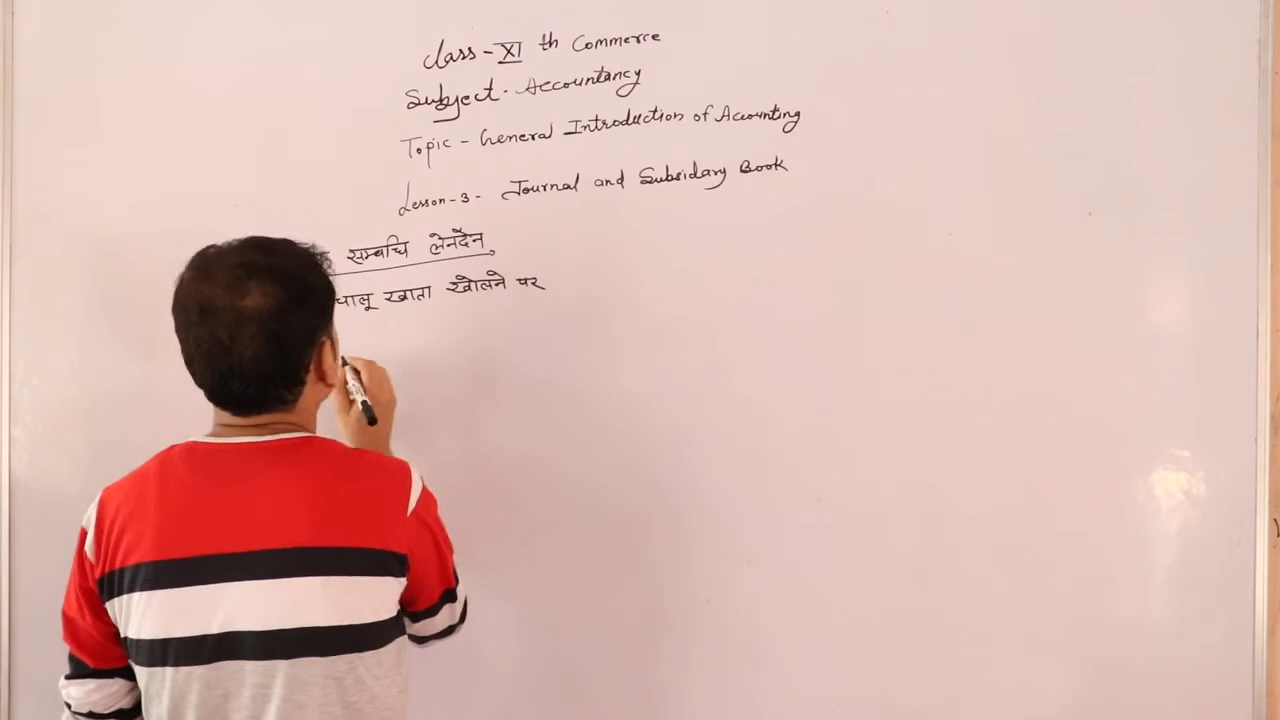 Class - XI th Commerce
Subject - Accountancy
Topic - General Introduction of Accounting
Lesson - 3 - Journal and Subsidary Book
सम्बधि लेनदेन
चालू खाता खोलने पर